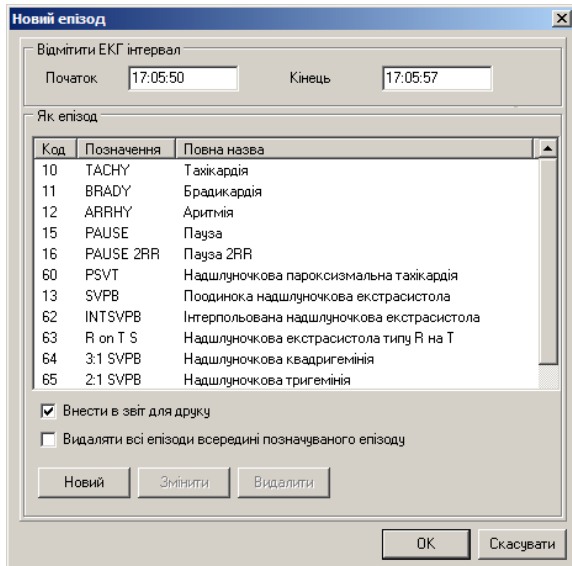 Новий епізод
Відмітити ЕКГ інтервал
Початок 17:05:50 Кінець 17:05:57
Як епізод
Код Позначення Повна назва
10 TACHY Тахікардія
11 BRADY Брадикардія
12 ARRHY Аритмія
15 PAUSE Пауза
16 PAUSE 2RR Пауза 2RR
60 PSVT Надшлуночкова пароксизмальна тахікардія
13 SVPB Поодинока надшлуночкова екстрасистола
62 INTSVPB Інтерпольована надшлуночкова екстрасистола
63 R on T S Надшлуночкова екстрасистола типу R на T
64 3:1 SVPB Надшлуночкова квадригемінія
65 2:1 SVPB Надшлуночкова тригемінія
Внести в звіт для друку
Видаляти всі епізоди всередині позначуваного епізоду
Новий Змінити Видалити
OK Скасувати